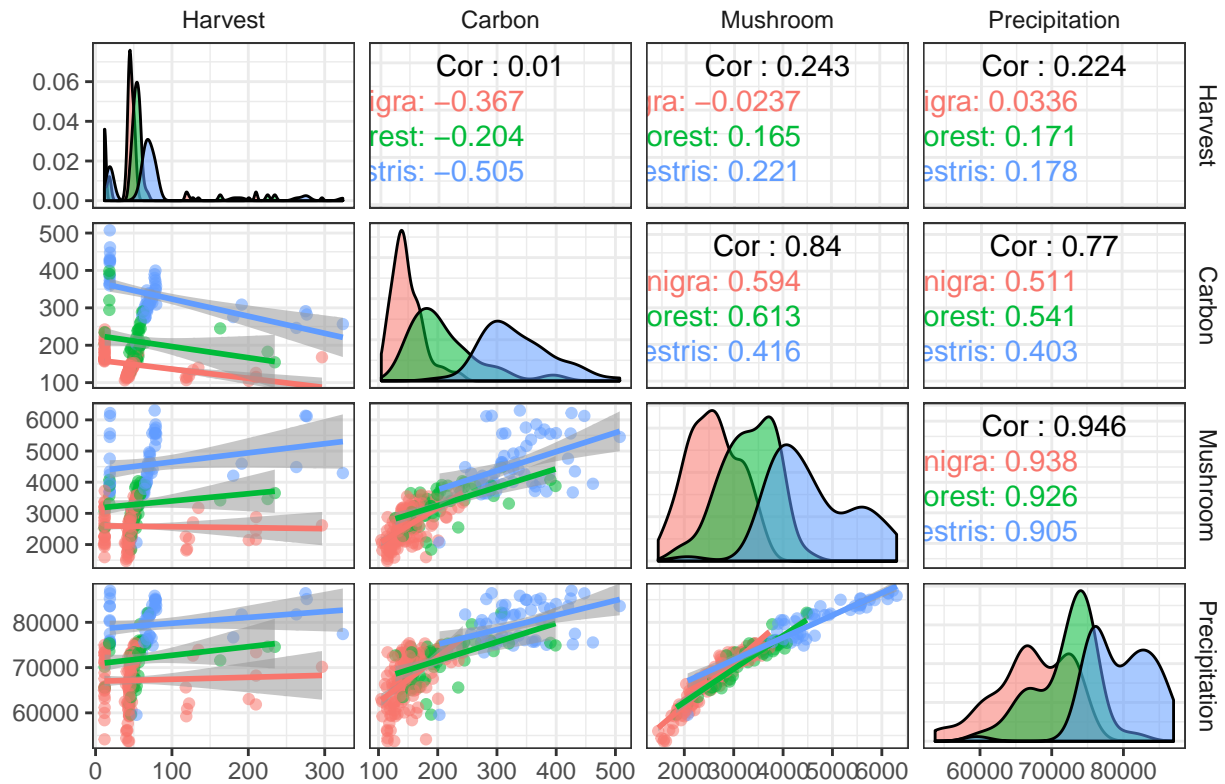 Harvest Carbon Mushroom Precipitation
0.06
0.04
0.02
0.00
Cor : 0.01
igra: −0.367
rest: −0.204
stris: −0.505
Cor : 0.243
gra: −0.0237
orest: 0.165
estris: 0.221
Cor : 0.224
nigra: 0.0336
orest: 0.171
estris: 0.178
Harvest
500
400
300
200
100
Cor : 0.84
nigra: 0.594
orest: 0.613
estris: 0.416
Cor : 0.77
nigra: 0.511
orest: 0.541
estris: 0.403
Carbon
6000
5000
4000
3000
2000
Cor : 0.946
nigra: 0.938
orest: 0.926
estris: 0.905
Mushroom
80000
70000
60000
Precipitation
0 100 200 300
100 200 300 400 500
2000 3000 4000 5000 6000
60000 70000 80000